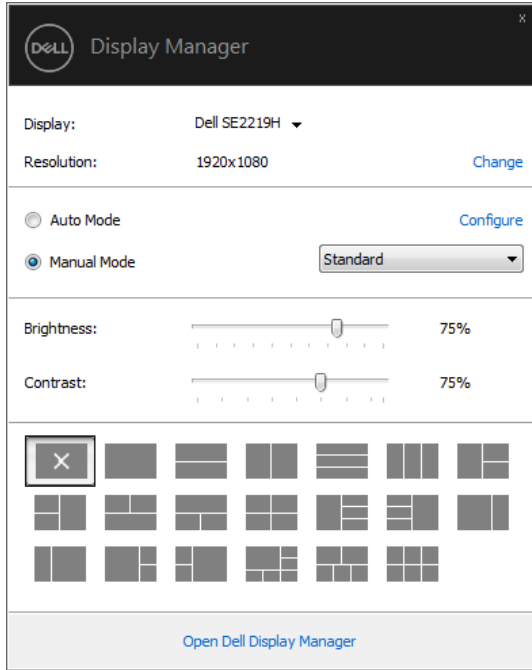 x
DELL Display Manager
Display: Dell SE2219H
Resolution: 1920x1080 Change
Auto Mode Configure
Manual Mode Standard
Brightness: 75%
Contrast: 75%
Open Dell Display Manager